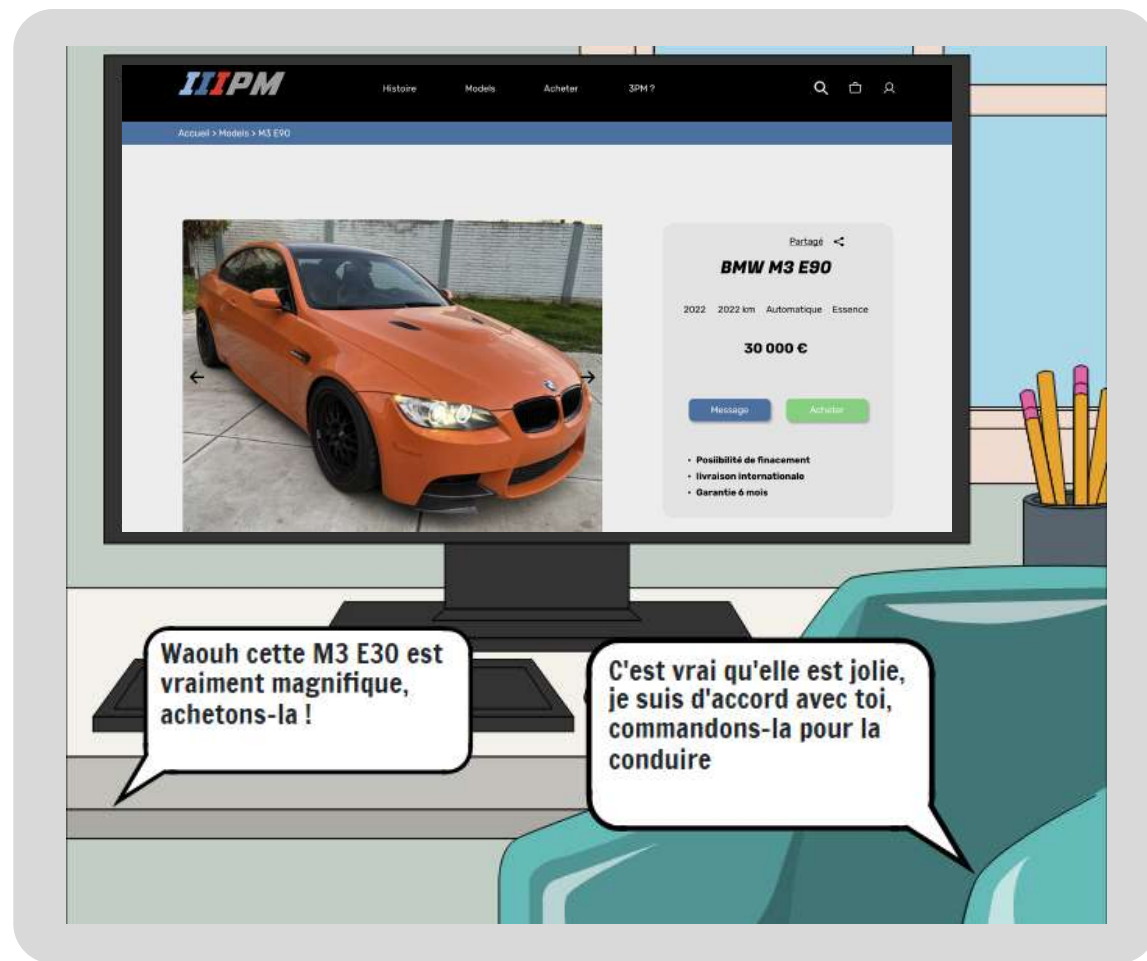 IIIPM
Histoire Models Acheter 3PM ?
Accueil > Models > M3 E90
Partagé
BMW M3 E90
2022 2022 km Automatique Essence
30 000 €
Message Acheter
• Posiibilité de finacement
• livraison internationale
• Garantie 6 mois
Waouh cette M3 E30 est
vraiment magnifique,
achetons-la !
C'est vrai qu'elle est jolie,
je suis d'accord avec toi,
commandons-la pour la
conduire